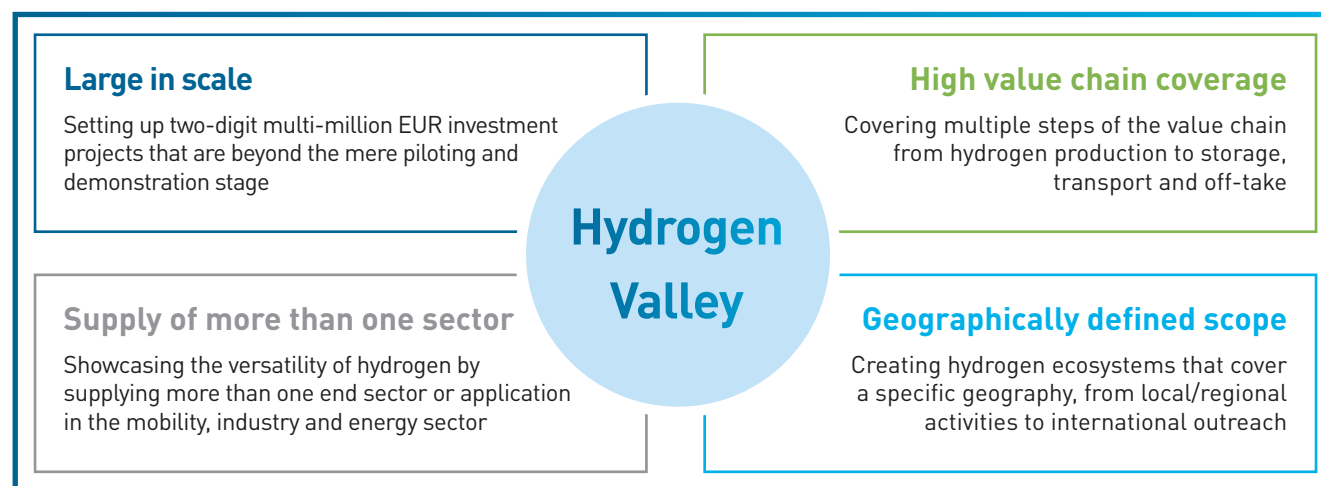 Large in scale
Setting up two-digit multi-million EUR investment
projects that are beyond the mere piloting and
demonstration stage
High value chain coverage
Covering multiple steps of the value chain
from hydrogen production to storage,
transport and off-take
Hydrogen
Valley
Supply of more than one sector
Showcasing the versatility of hydrogen by
supplying more than one end sector or application
in the mobility, industry and energy sector
Geographically defined scope
Creating hydrogen ecosystems that cover
a specific geography, from local/regional
activities to international outreach